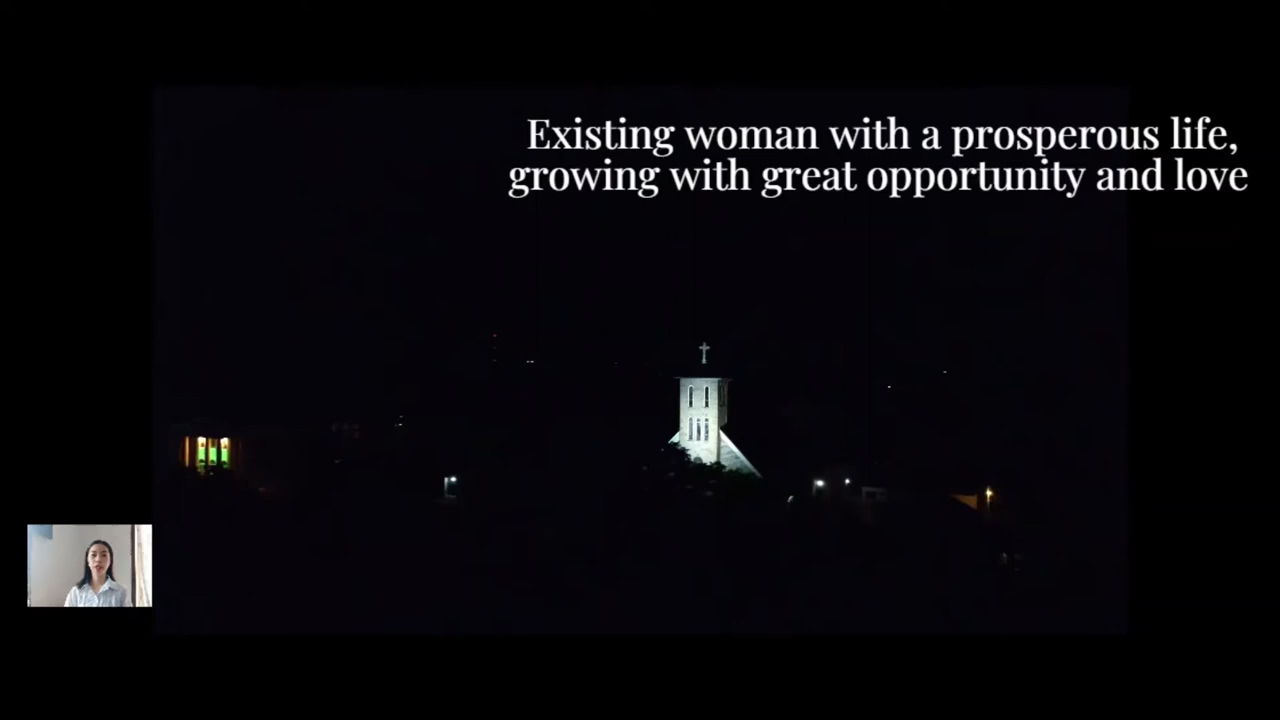 Existing woman with a prosperous life,
growing with great opportunity and love